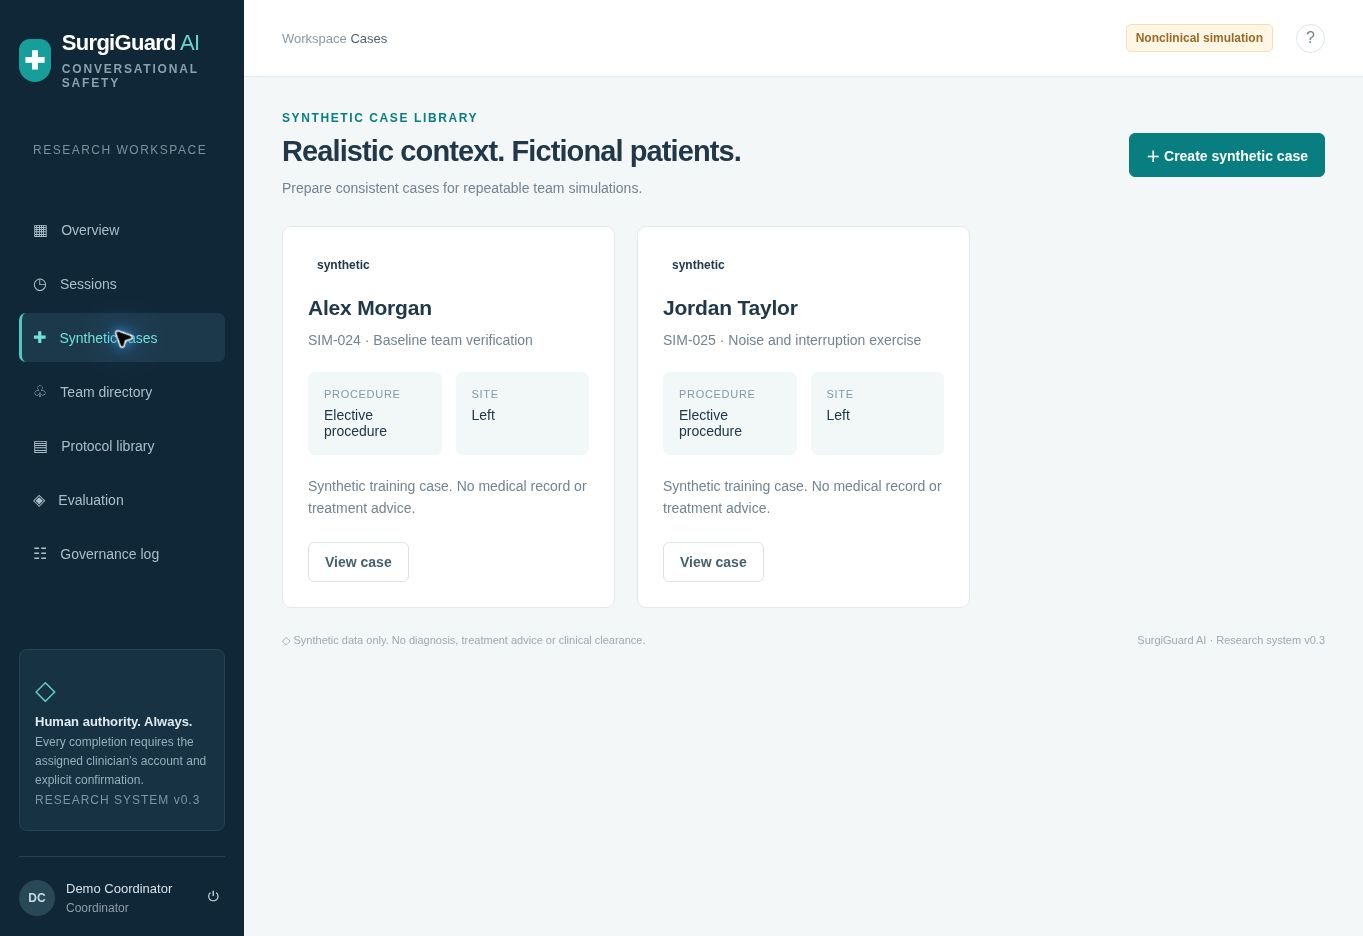 SurgiGuard AI
CONVERSATIONAL
SAFETY
RESEARCH WORKSPACE
Overview
Sessions
Synthetic cases
Team directory
Protocol library
Evaluation
Governance log
Human authority. Always.
Every completion requires the
assigned clinician's account and
explicit confirmation.
RESEARCH SYSTEM v0.3
DC
Demo Coordinator
Coordinator
Workspace Cases
Nonclinical simulation
?
SYNTHETIC CASE LIBRARY
Realistic context. Fictional patients.
Prepare consistent cases for repeatable team simulations.
+ Create synthetic case
synthetic
Alex Morgan
SIM-024 · Baseline team verification
PROCEDURE
Elective
procedure
SITE
Left
Synthetic training case. No medical record or
treatment advice.
View case
synthetic
Jordan Taylor
SIM-025 · Noise and interruption exercise
PROCEDURE
Elective
procedure
SITE
Left
Synthetic training case. No medical record or
treatment advice.
View case
◇ Synthetic data only. No diagnosis, treatment advice or clinical clearance.
SurgiGuard AI · Research system v0.3